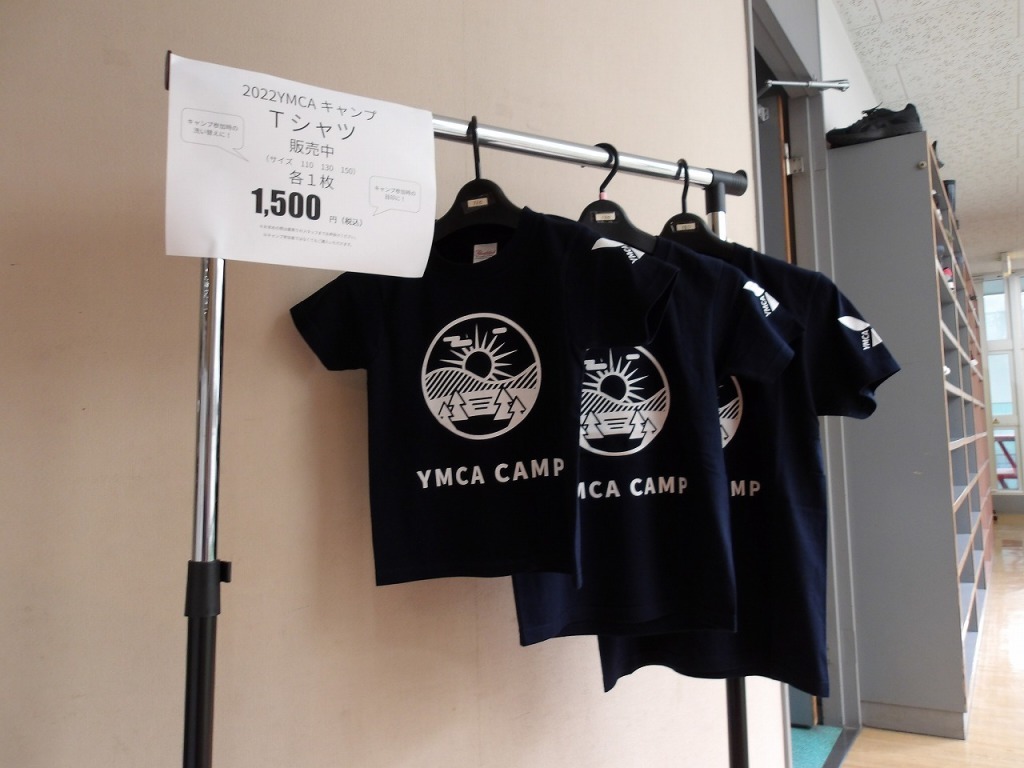 2022YMCA キャンプ
Tシャツ
販売中
(サイズ 110 130 150)
各1枚
1,500 円(税込)
キャンプ参加時の
洗い替えに!
キャンプ参加時の
目印に!
YMCA CAMP
YMCA
MCA CAMP
YMCA
MP
YMCA